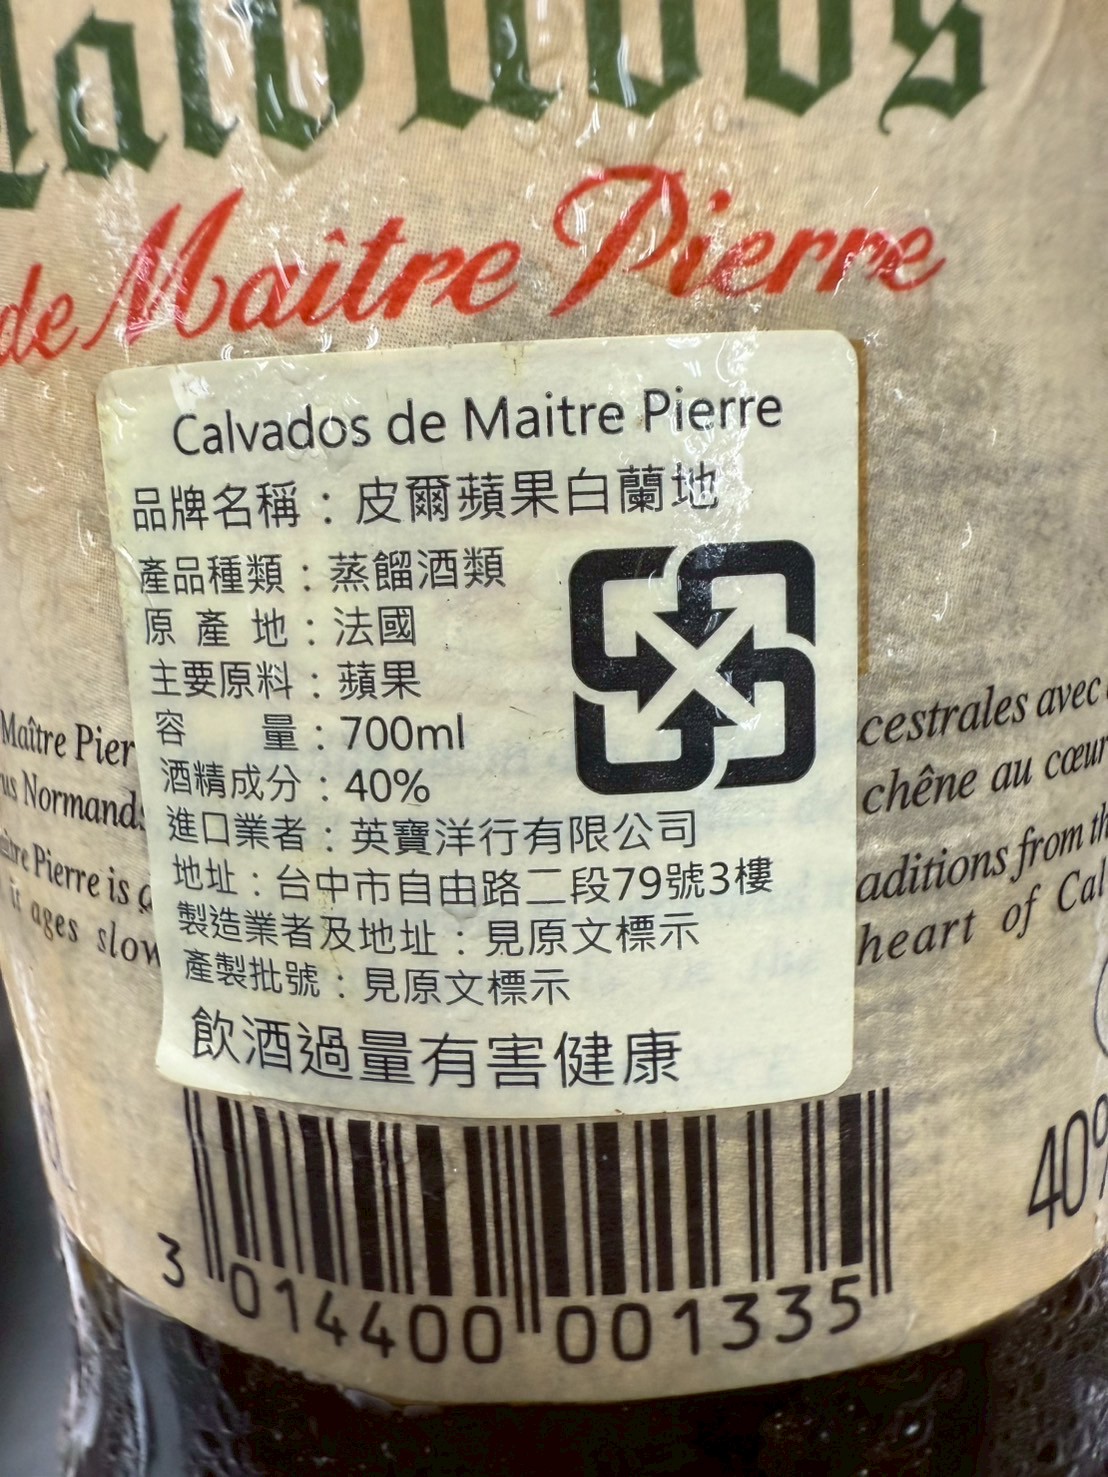 Calvados
de Maître Pierre
Calvados de Maitre Pierre
品牌名稱：皮爾蘋果白蘭地
產品種類：蒸餾酒類
原產地：法國
主要原料：蘋果
容量：700ml
酒精成分：40%
進口業者：英寶洋行有限公司
地址：台中市自由路二段79號3樓
製造業者及地址：見原文標示
產製批號：見原文標示
飲酒過量有害健康
Maître Pier
cestrales avec
Normands
chêne au cœur
Pierre is
aditions from th
it ages slow
heart of Cal
40%
3 014400 001335